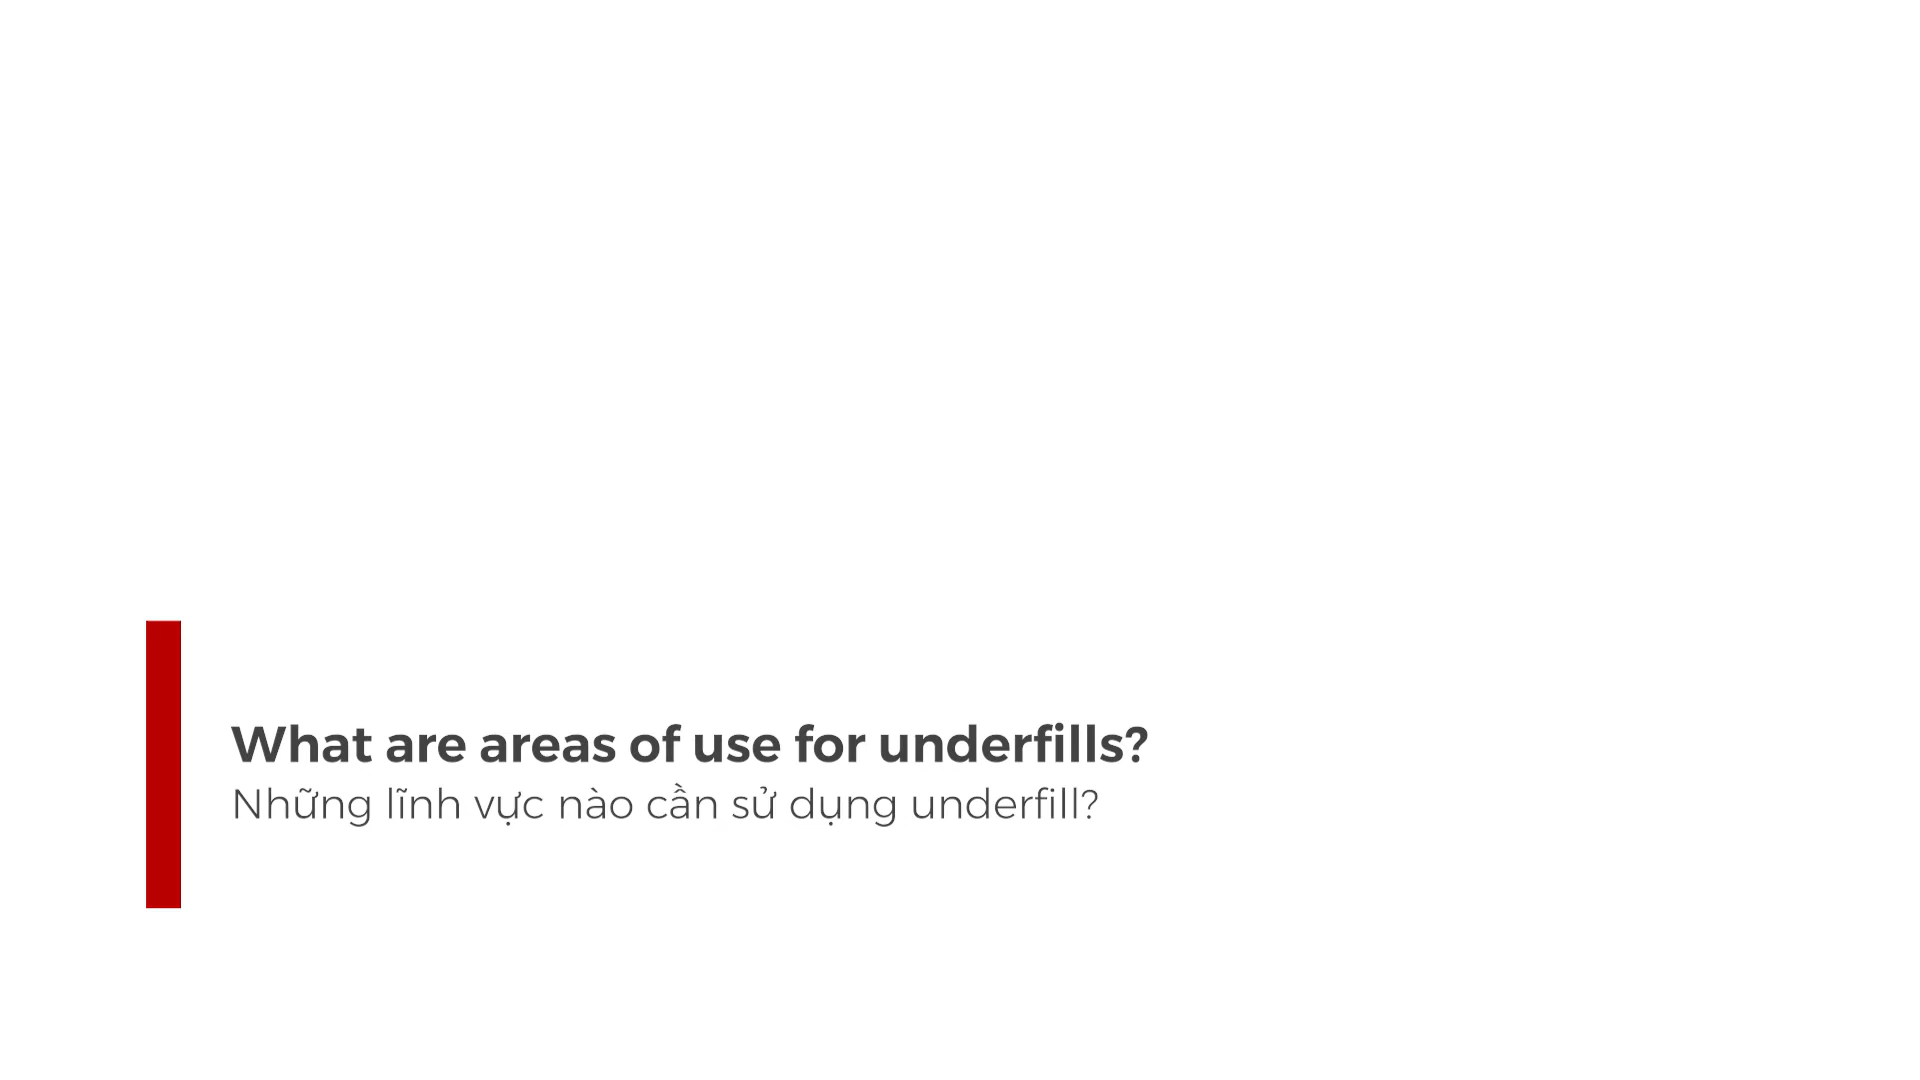 What are areas of use for underfills?
Những lĩnh vực nào cần sử dụng underfill?